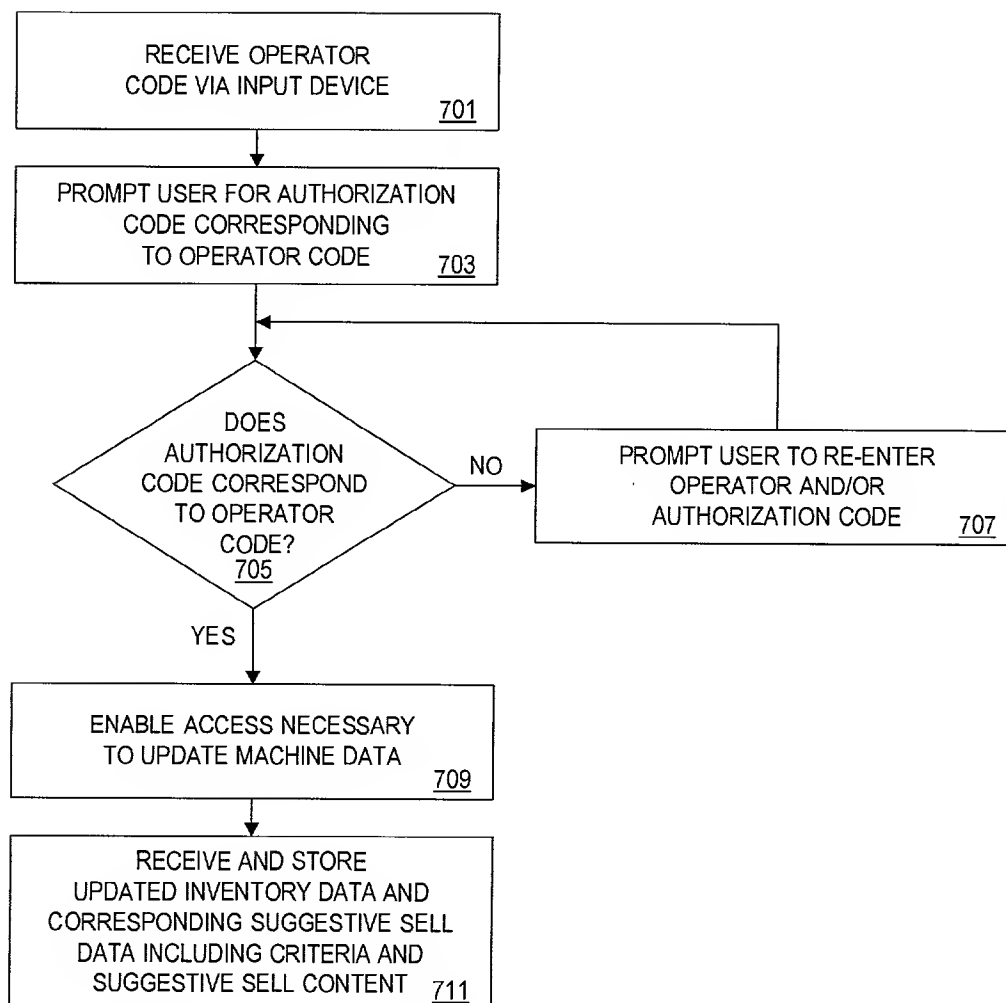 RECEIVE OPERATOR
CODE VIA INPUT DEVICE
701
PROMPT USER FOR AUTHORIZATION
CODE CORRESPONDING
TO OPERATOR CODE
703
DOES
AUTHORIZATION
CODE CORRESPOND
TO OPERATOR
CODE?
705
NO
PROMPT USER TO RE-ENTER
OPERATOR AND/OR
AUTHORIZATION CODE
707
YES
ENABLE ACCESS NECESSARY
TO UPDATE MACHINE DATA
709
RECEIVE AND STORE
UPDATED INVENTORY DATA AND
CORRESPONDING SUGGESTIVE SELL
DATA INCLUDING CRITERIA AND
SUGGESTIVE SELL CONTENT
711